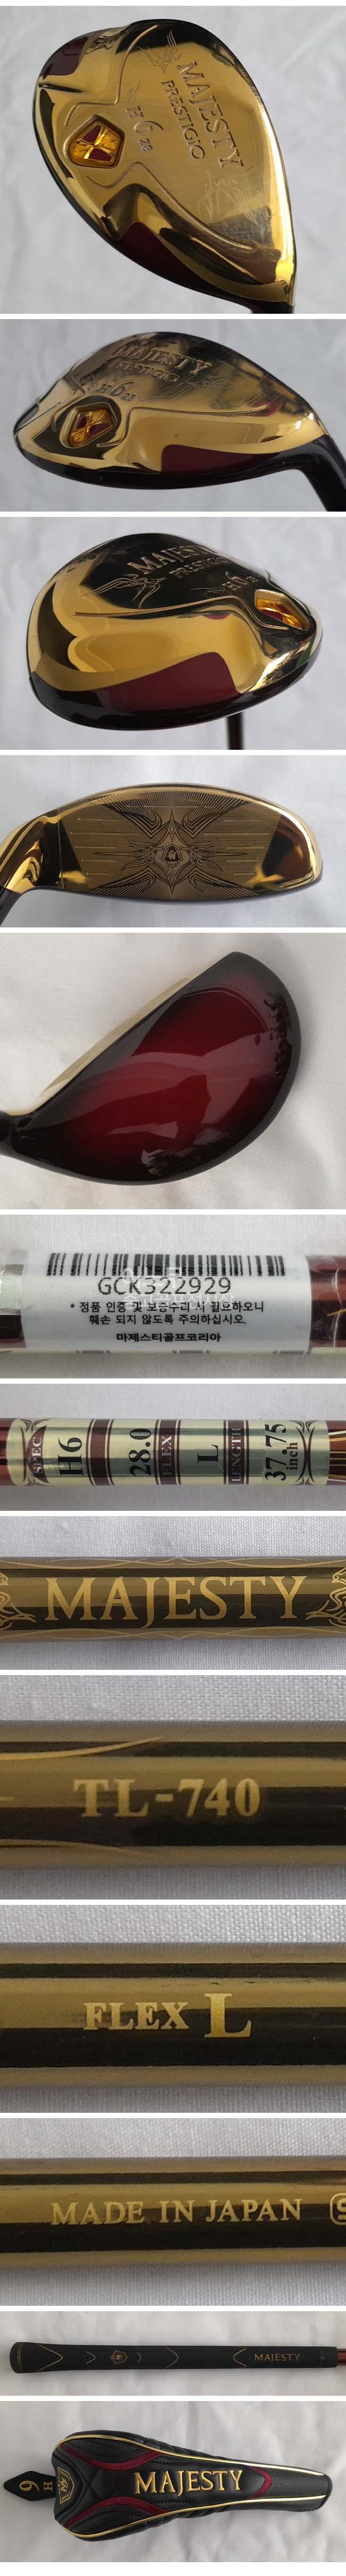 MAJESTY
PRESTIGIO
H6 28
MAJESTY
PRESTIGIO
H6 28
MAJESTY
GCK322929
* 정품 인증 및 보증수리 시 필요하오니
훼손 되지 않도록 주의하십시오.
마제스티골프코리아
SPEC H6 28.0 FLEX L LENGTH 37.75 inch
MAJESTY
TL-740
FLEX L
MADE IN JAPAN
MAJESTY
MAJESTY
H 6